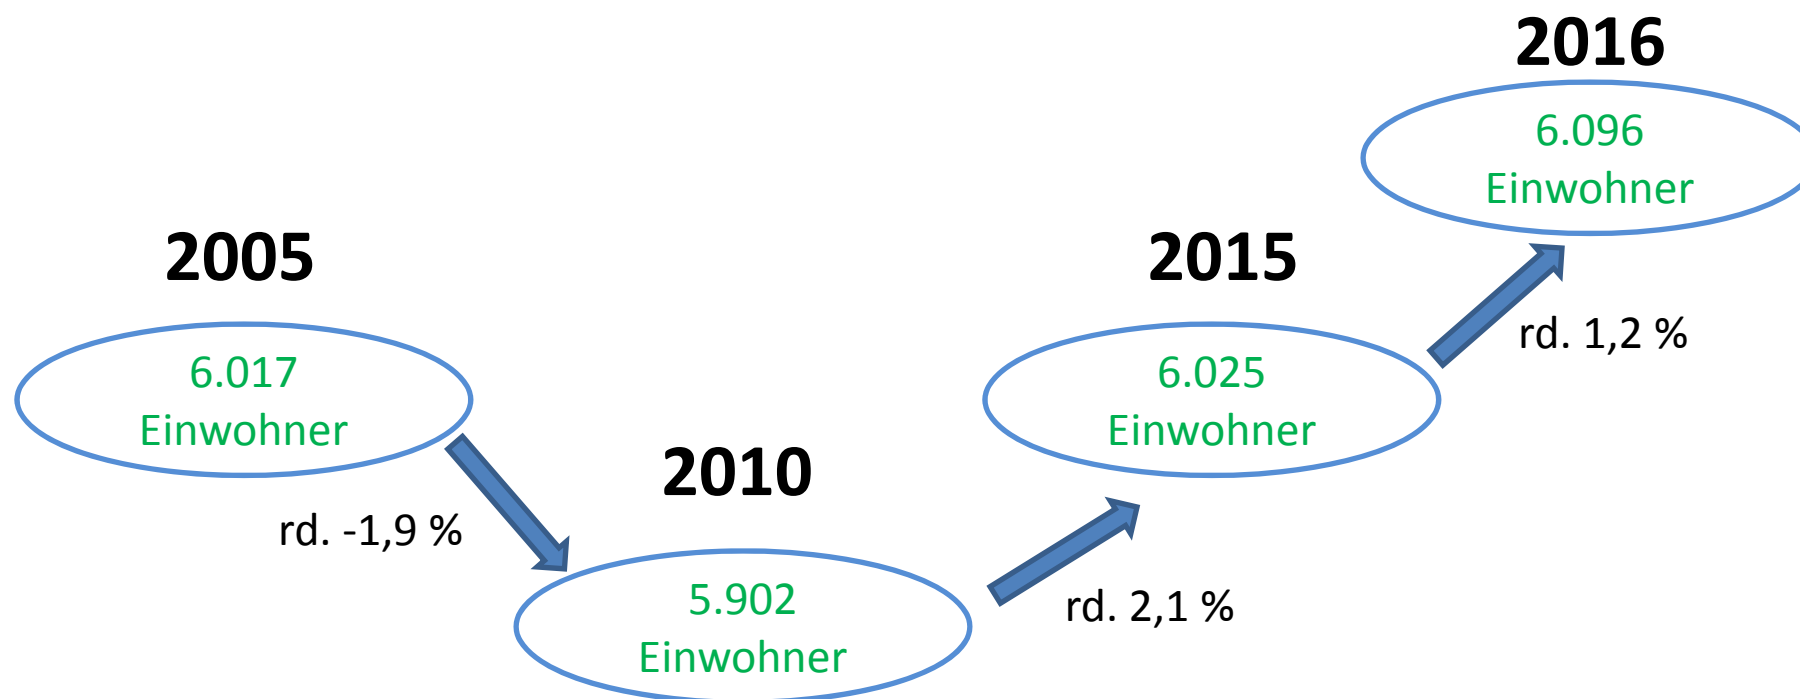 2005
6.017
Einwohner
rd. -1,9 %
2010
5.902
Einwohner
rd. 2,1 %
2015
6.025
Einwohner
rd. 1,2 %
2016
6.096
Einwohner